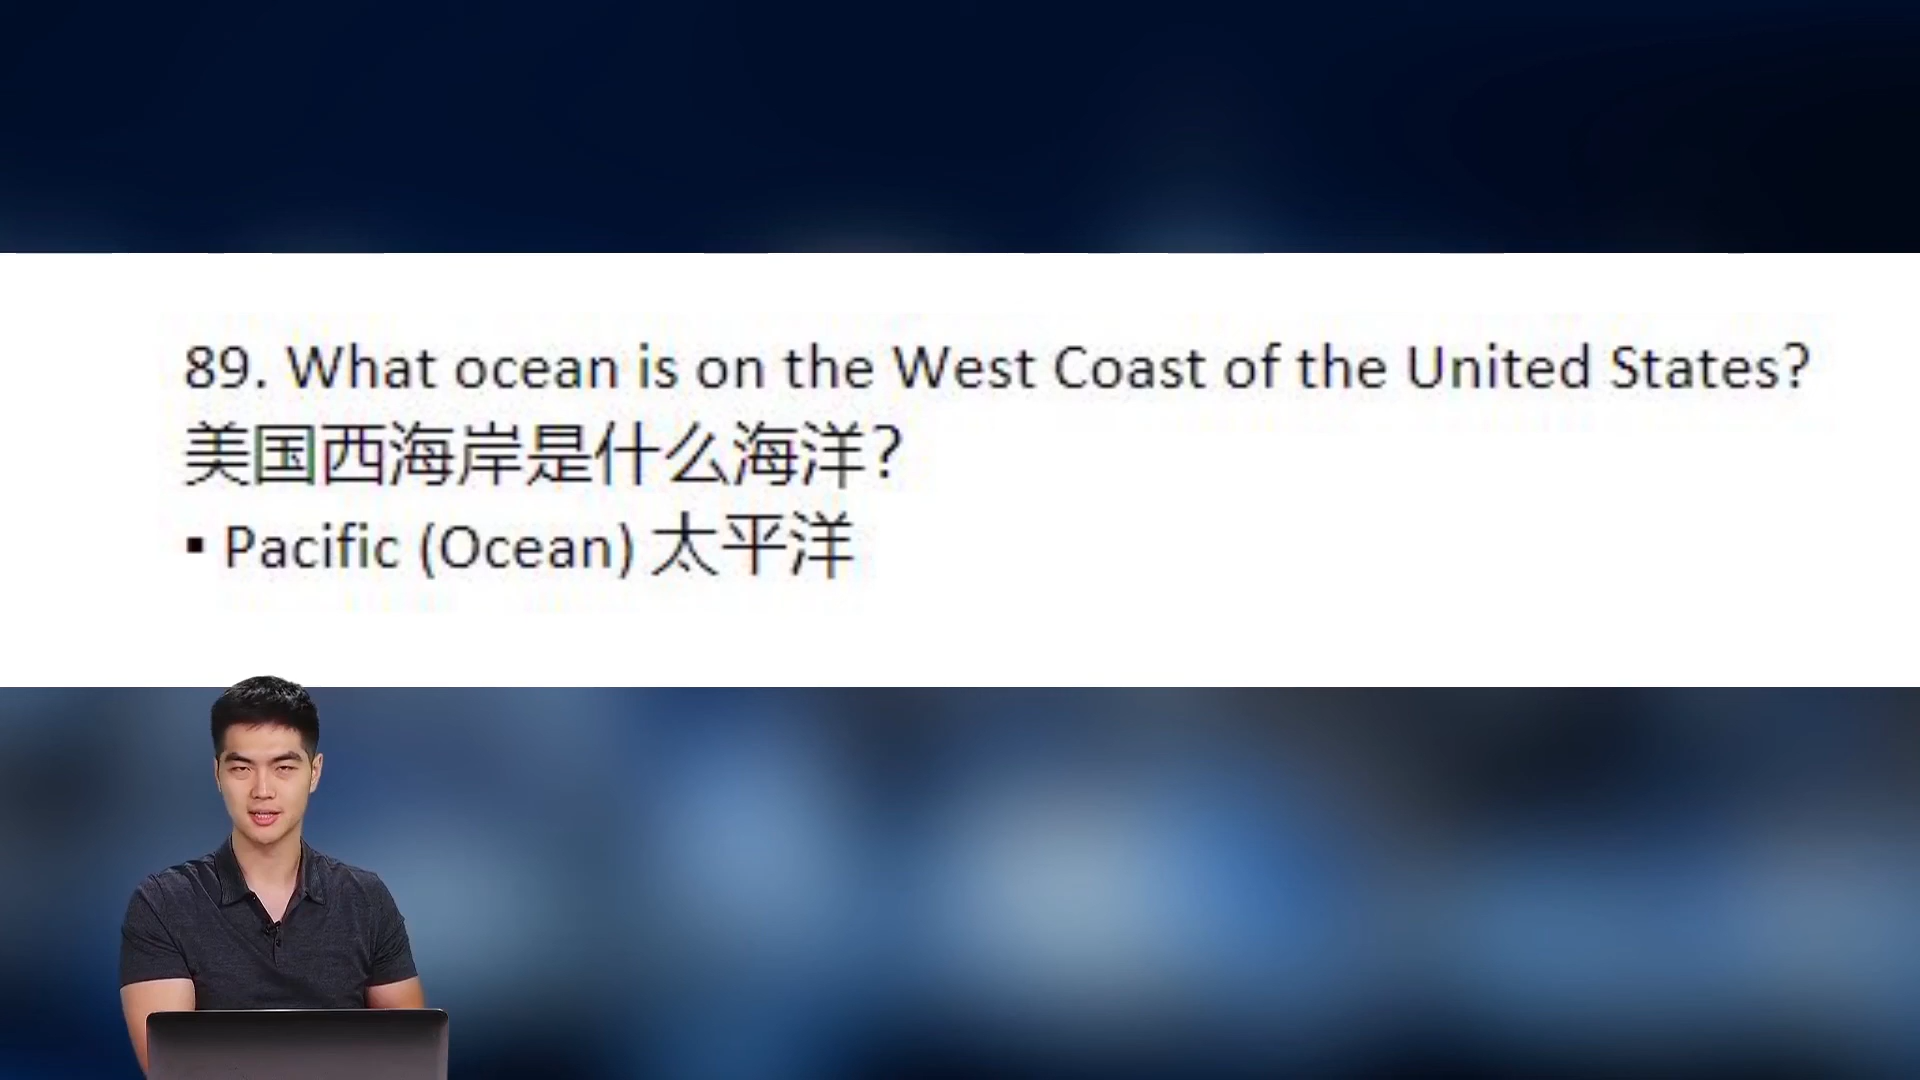 89. What ocean is on the West Coast of the United States?
美国西海岸是什么海洋?
▪ Pacific (Ocean) 太平洋